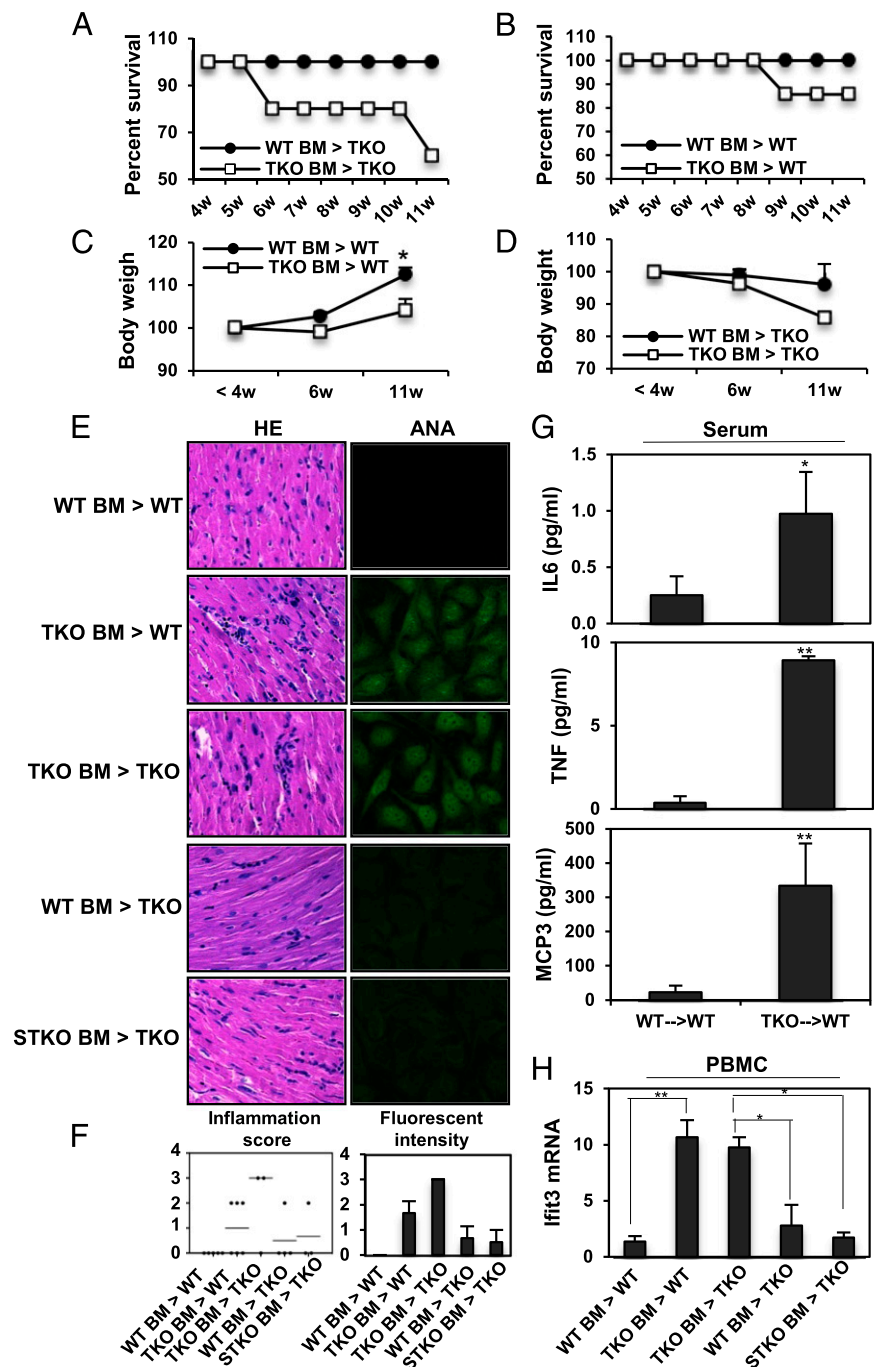 A
Percent survival
110
90
70
50
WT BM > TKO
TKO BM > TKO
4w 5w 6w 7w 8w 9w 10w 11w
B
Percent survival
110
100
90
80
70
60
50
WT BM > WT
TKO BM > WT
4w 5w 6w 7w 8w 9w 10w 11w
C
Body weigh
120
110
100
90
WT BM > WT
TKO BM > WT
*
< 4w 6w 11w
D
Body weight
110
100
90
80
70
WT BM > TKO
TKO BM > TKO
< 4w 6w 11w
E
HE ANA
WT BM > WT
TKO BM > WT
TKO BM > TKO
WT BM > TKO
STKO BM > TKO
F
Inflammation
score
4
3
2
1
0
WT BM > WT
TKO BM > WT
TKO BM > TKO
WT BM > TKO
STKO BM > TKO
Fluorescent
intensity
4
3
2
1
0
WT BM > WT
TKO BM > WT
TKO BM > TKO
WT BM > TKO
STKO BM > TKO
G
Serum
IL6 (pg/ml)
1.5
1.0
0.5
0.0
*
TNF (pg/ml)
10
5
0
**
MCP3 (pg/ml)
500
400
300
200
100
0
**
WT-->WT TKO-->WT
H
PBMC
Ifit3 mRNA
15
10
5
0
** * *
WT BM > WT
TKO BM > WT
TKO BM > TKO
WT BM > TKO
STKO BM > TKO